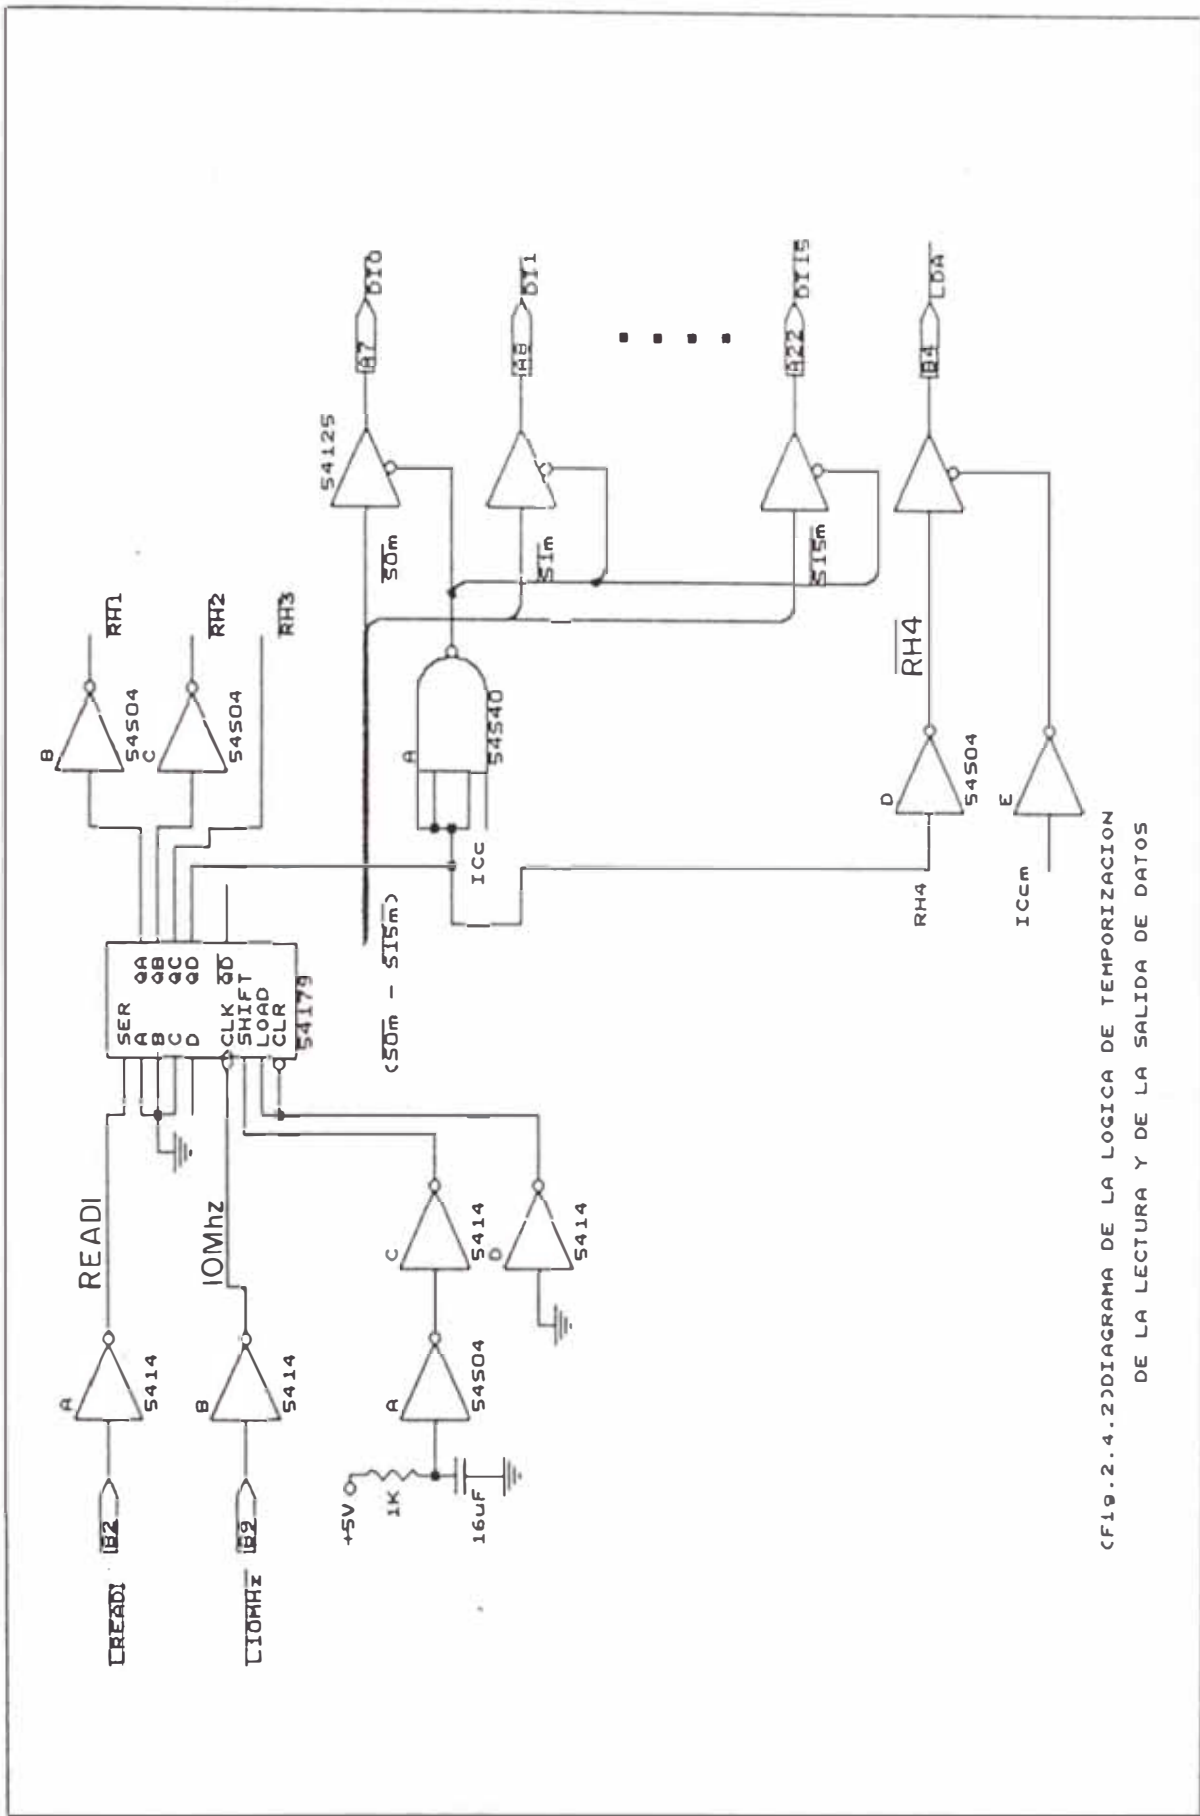 LREADI B2
A
5414
READI
L10MHz B9
B
5414
10Mhz
+5V
1K
16uF
A
54S04
C
5414
D
5414
SER
A
B
C
D
CLK
SHIFT
LOAD
CLR
QA
QB
QC
QD
QD
54179
B
54S04
RH1
C
54S04
RH2
RH3
(S0m - S15m)
ICc
A
54S40
S0m
54125
A7 DI0
S1m
A8 DI1
S15m
A22 DI15
RH4
D
54S04
RH4
B4 LDA
ICcm
E
(Fig.2.4.2)DIAGRAMA DE LA LOGICA DE TEMPORIZACION
DE LA LECTURA Y DE LA SALIDA DE DATOS